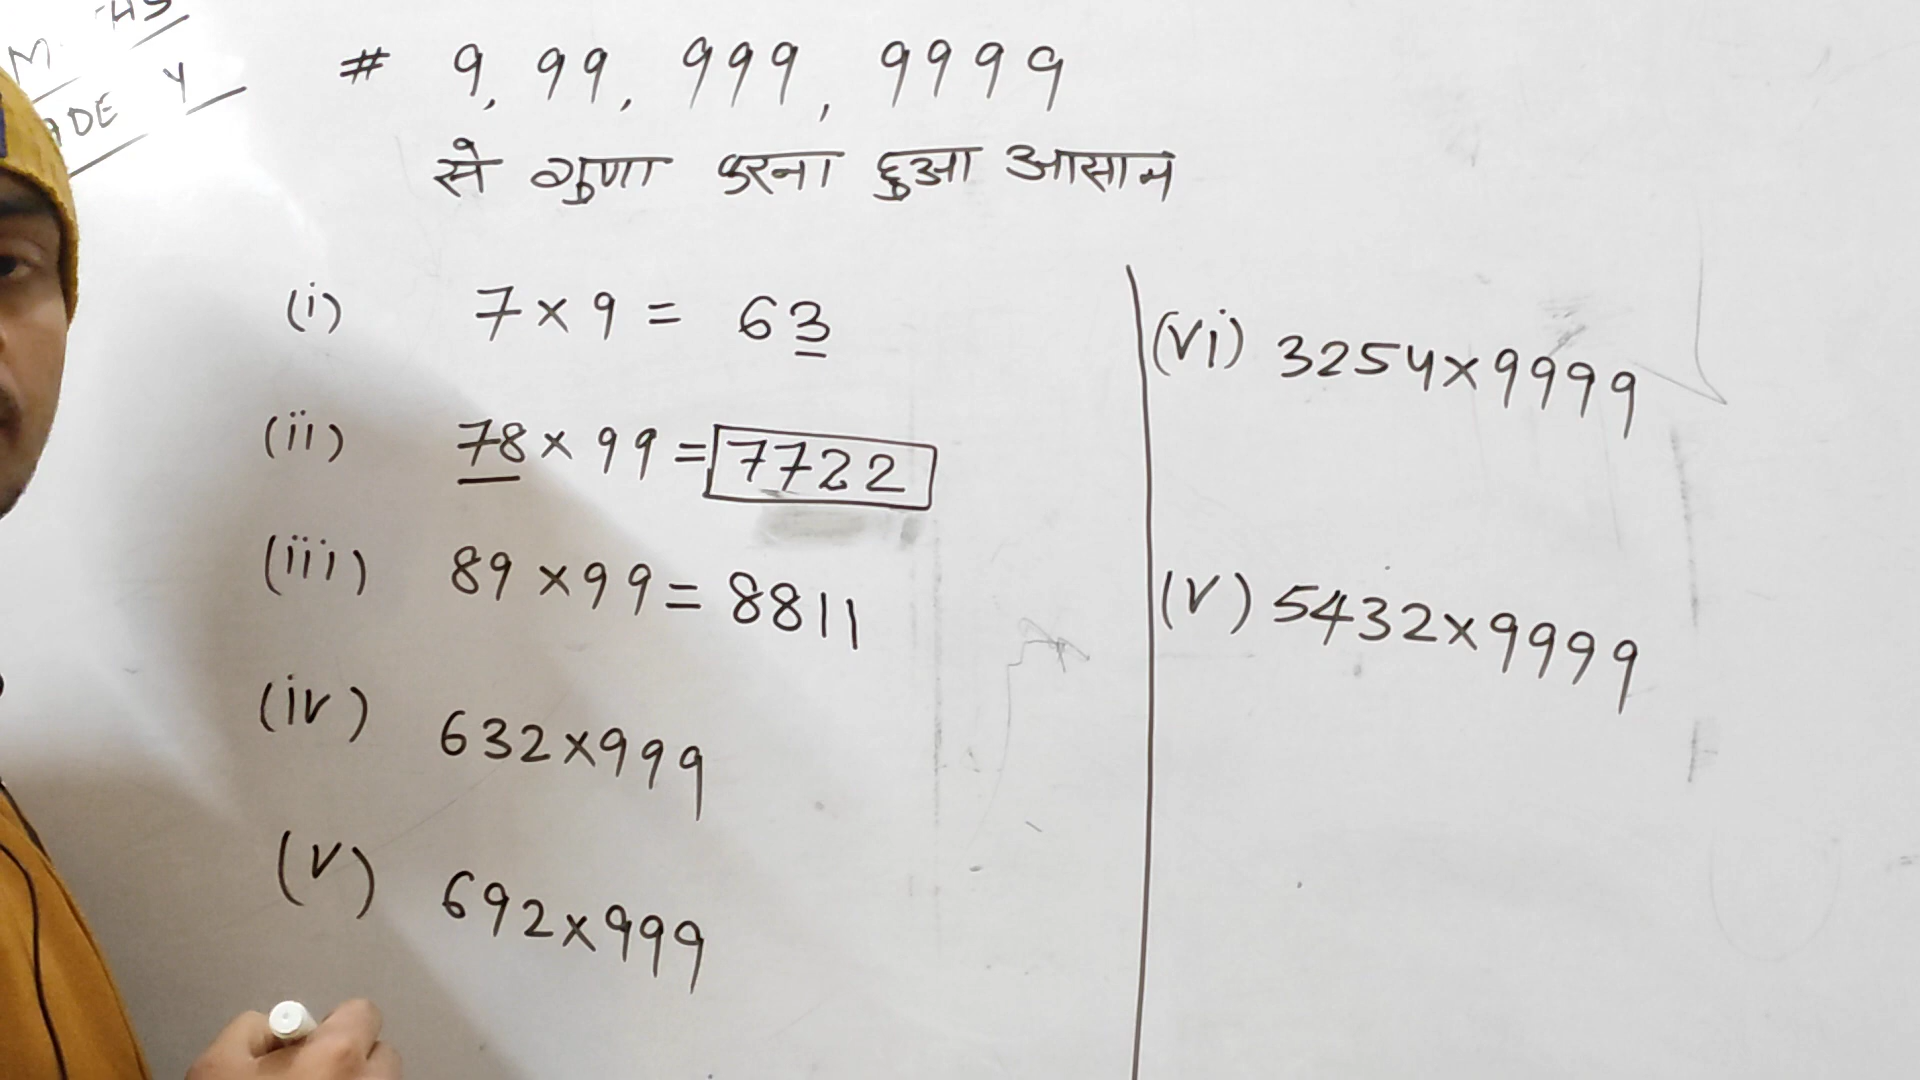 # 9, 99, 999, 9999
से गुणा करना हुआ आसान
(i) 7 × 9 = 63
(ii) 78 × 99 = 7722
(iii) 89 × 99 = 8811
(iv) 632×999
(v) 692×999
(vi) 3254×9999
(v) 5432×9999